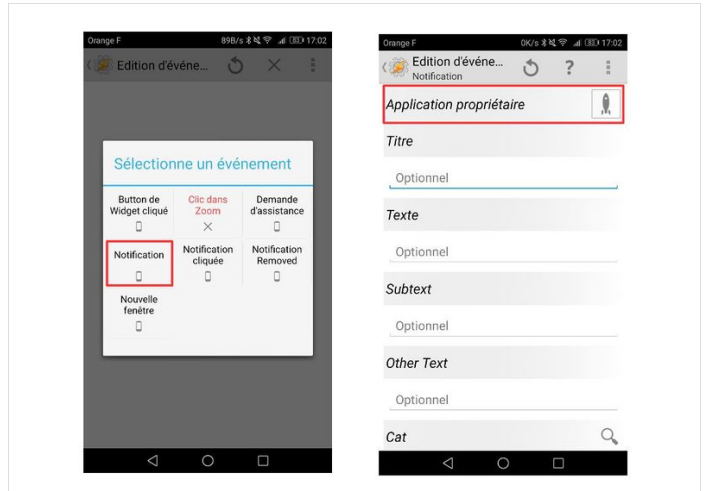 Orange F 89B/s 53 17:02
Edition d'événe...
Sélectionne un événement
Button de
Widget cliqué
Clic dans
Zoom
Demande
d'assistance
Notification
Notification
cliquée
Notification
Removed
Nouvelle
fenêtre
Orange F 0K/s 17:02
Edition d'événe...
Notification
?
Application propriétaire
Titre
Optionnel
Texte
Optionnel
Subtext
Optionnel
Other Text
Optionnel
Cat